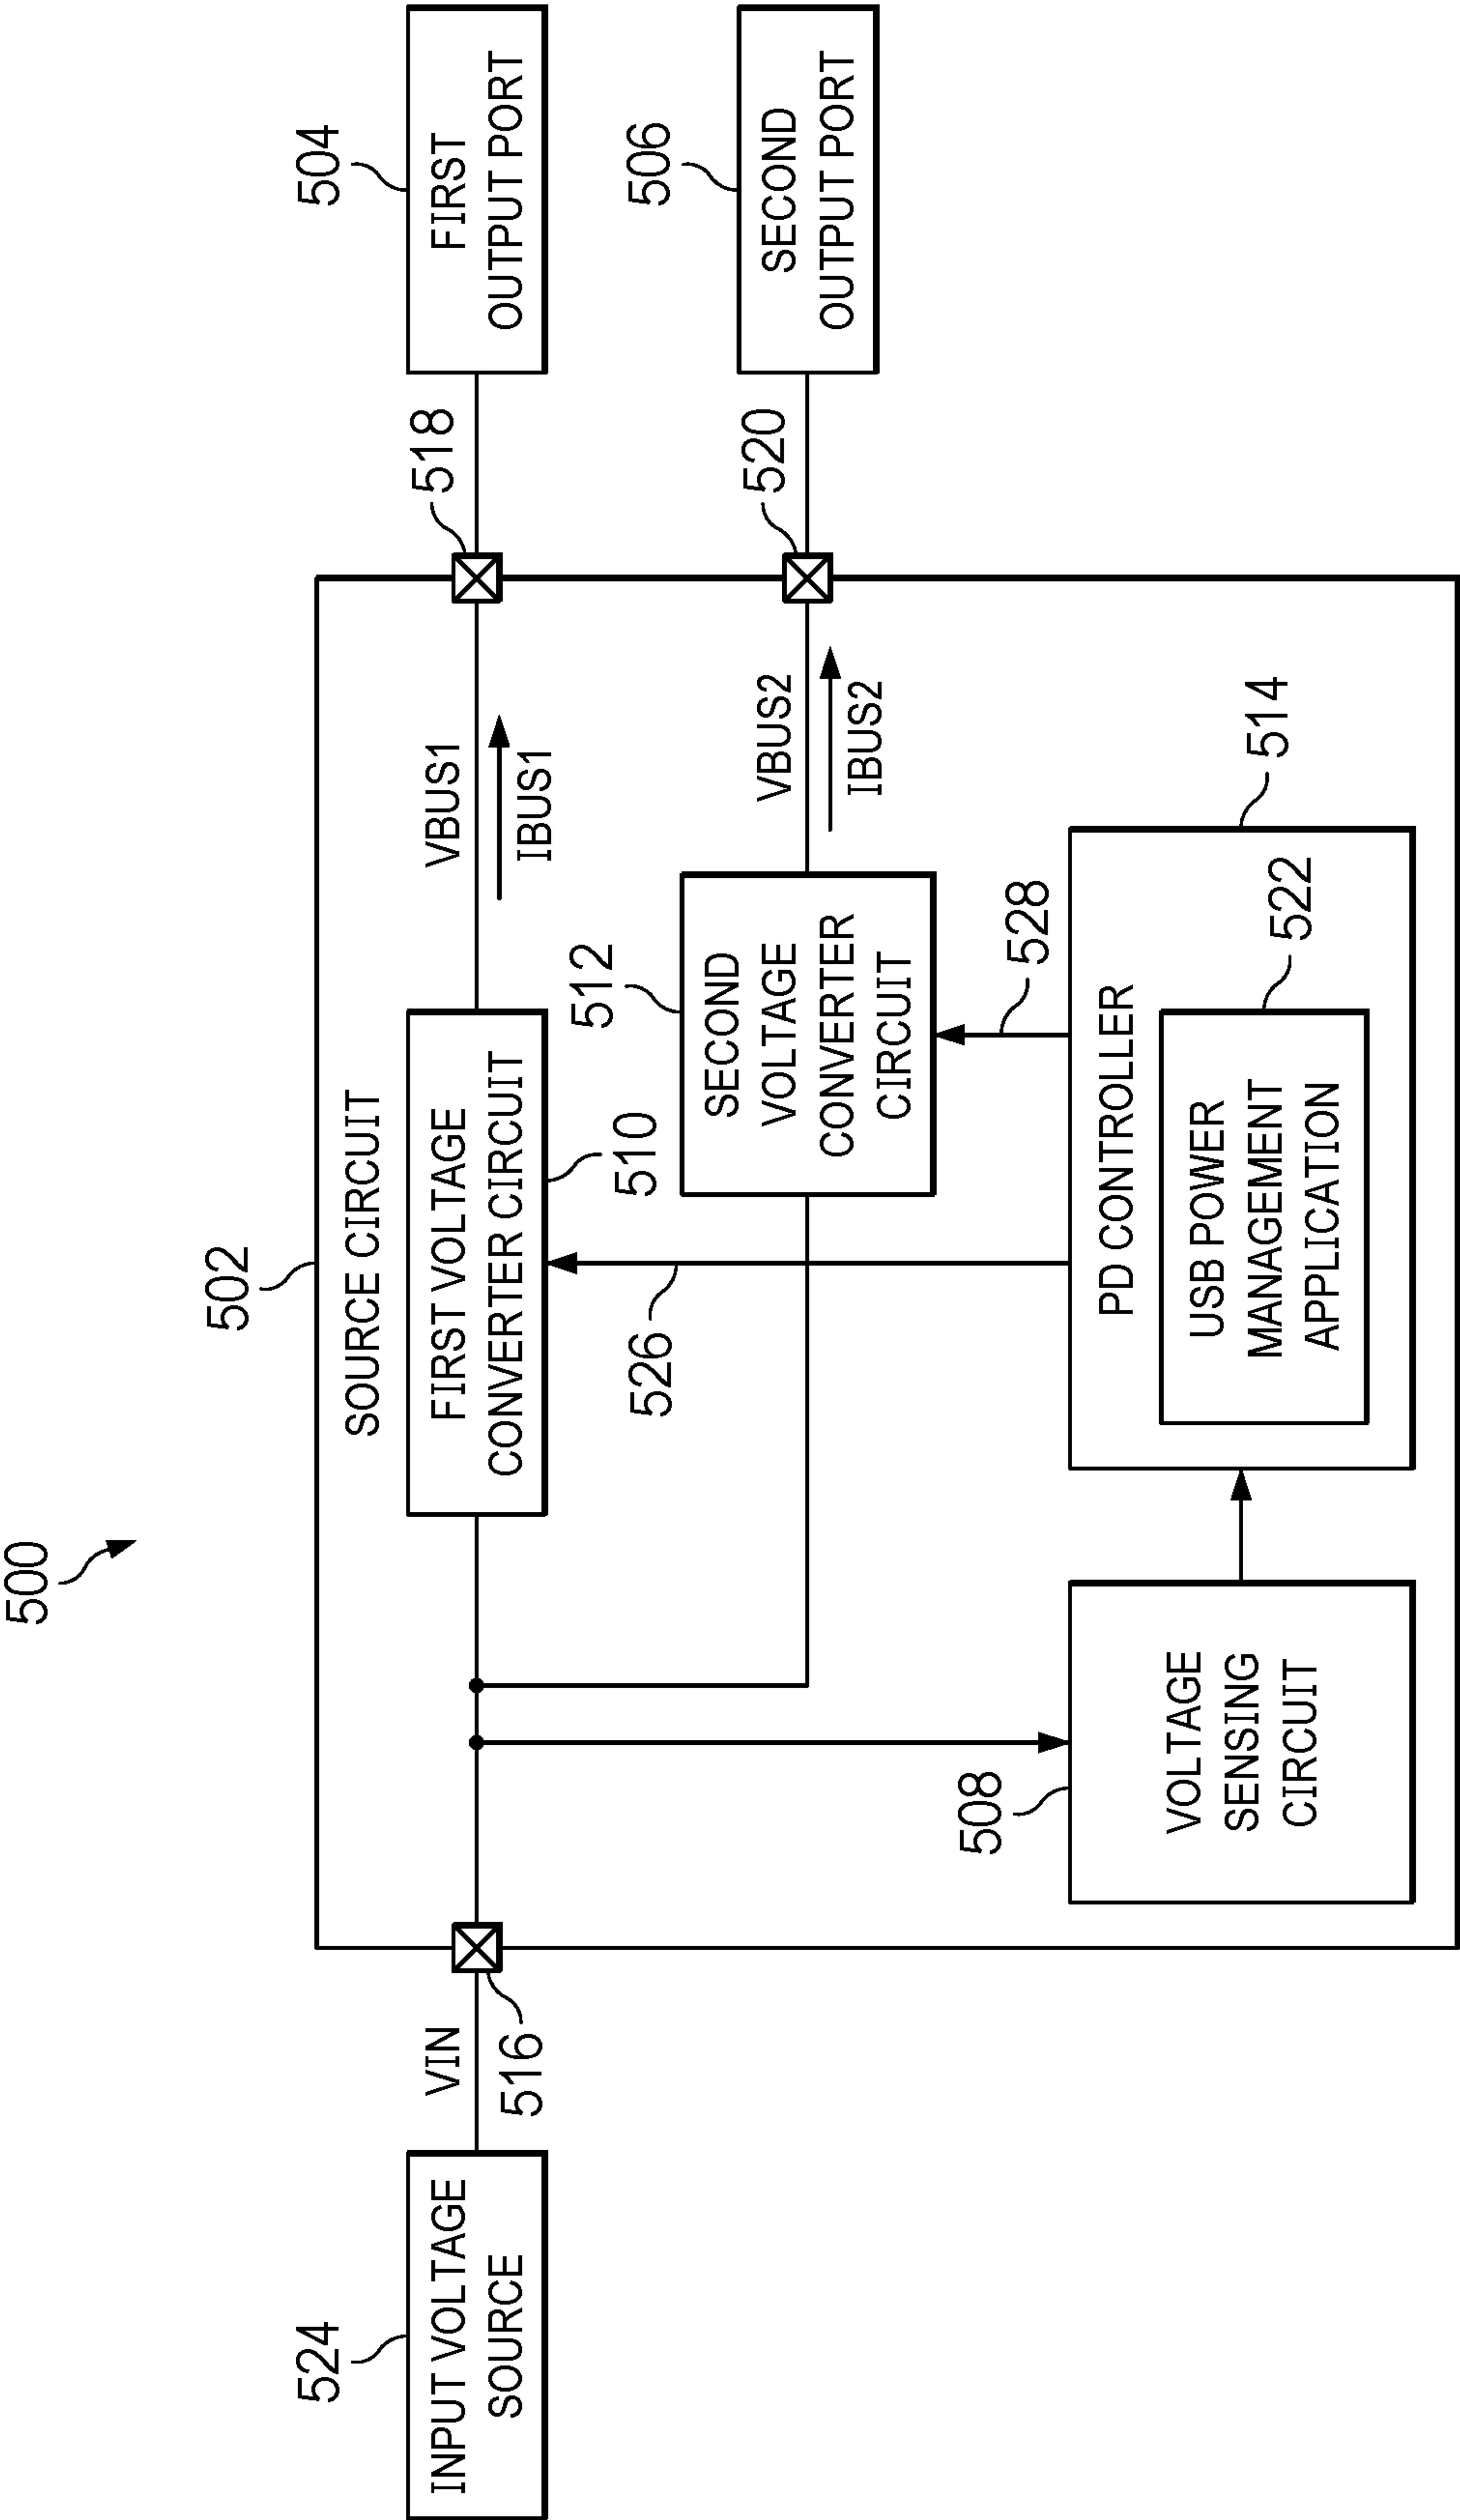 500
502
SOURCE CIRCUIT
524
INPUT VOLTAGE
SOURCE
VIN
516
FIRST VOLTAGE
CONVERTER CIRCUIT
510
VBUS1
IBUS1
518
504
FIRST
OUTPUT PORT
526
512
SECOND
VOLTAGE
CONVERTER
CIRCUIT
VBUS2
IBUS2
520
506
SECOND
OUTPUT PORT
528
508
VOLTAGE
SENSING
CIRCUIT
514
PD CONTROLLER
522
USB POWER
MANAGEMENT
APPLICATION